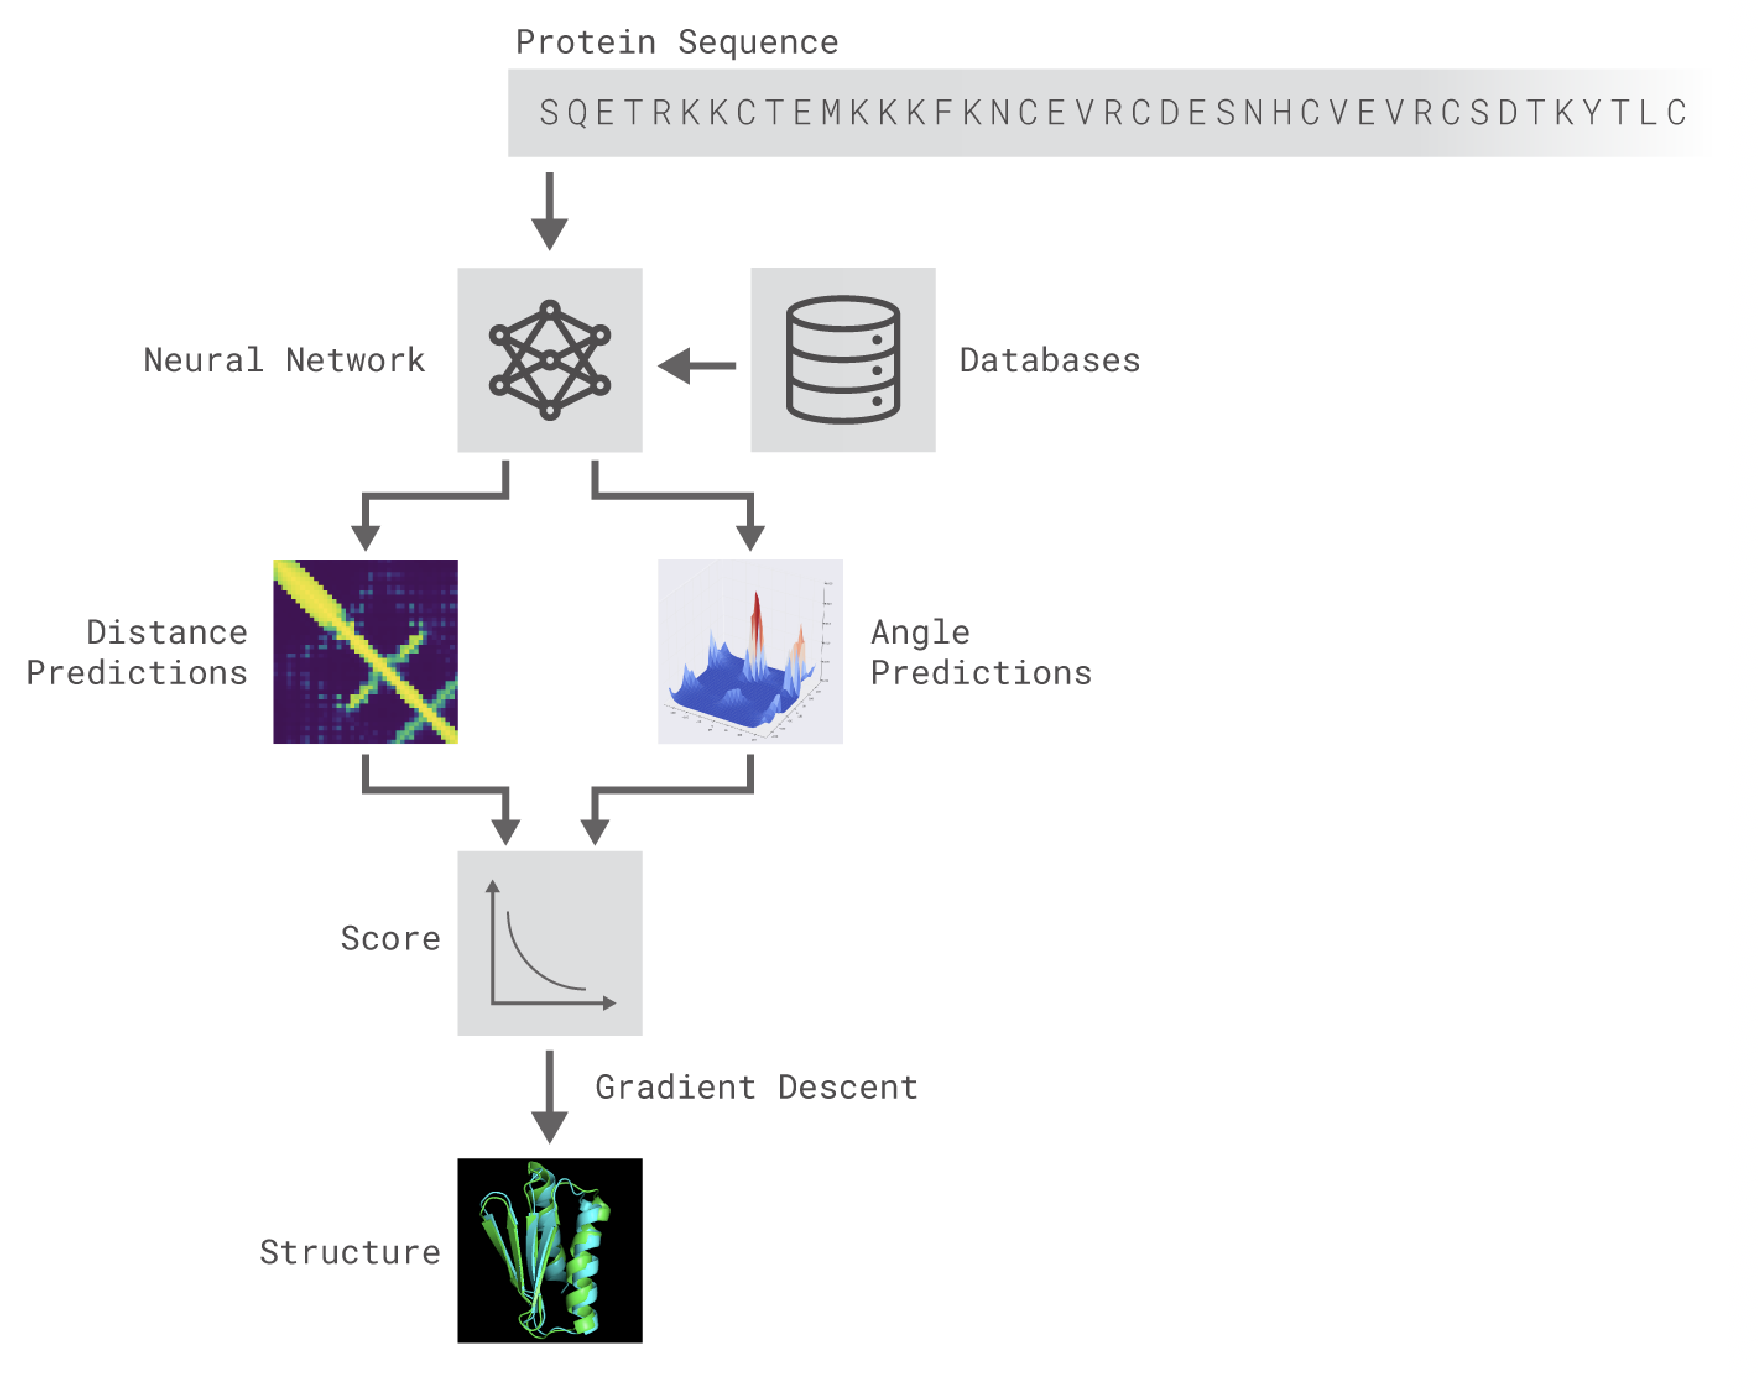 Protein Sequence
SQETRKKCTEMKKKFKNCEVRCDESNHCVEVRCSDTKYTLC
Neural Network
Databases
Distance
Predictions
Angle
Predictions
Score
Gradient Descent
Structure